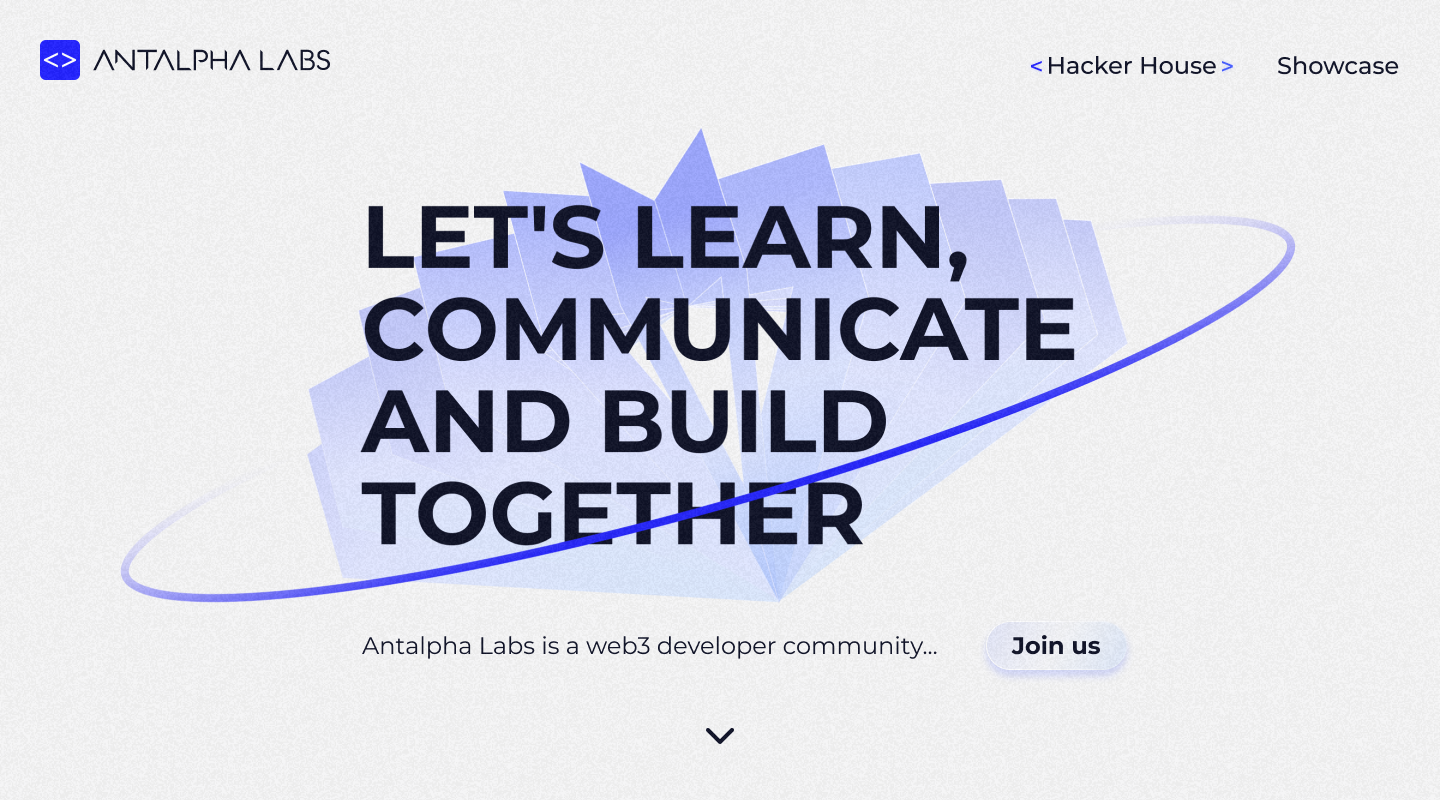 <> ANTALPHA LABS
< Hacker House >
Showcase
LET'S LEARN,
COMMUNICATE
AND BUILD
TOGETHER
Antalpha Labs is a web3 developer community...
Join us